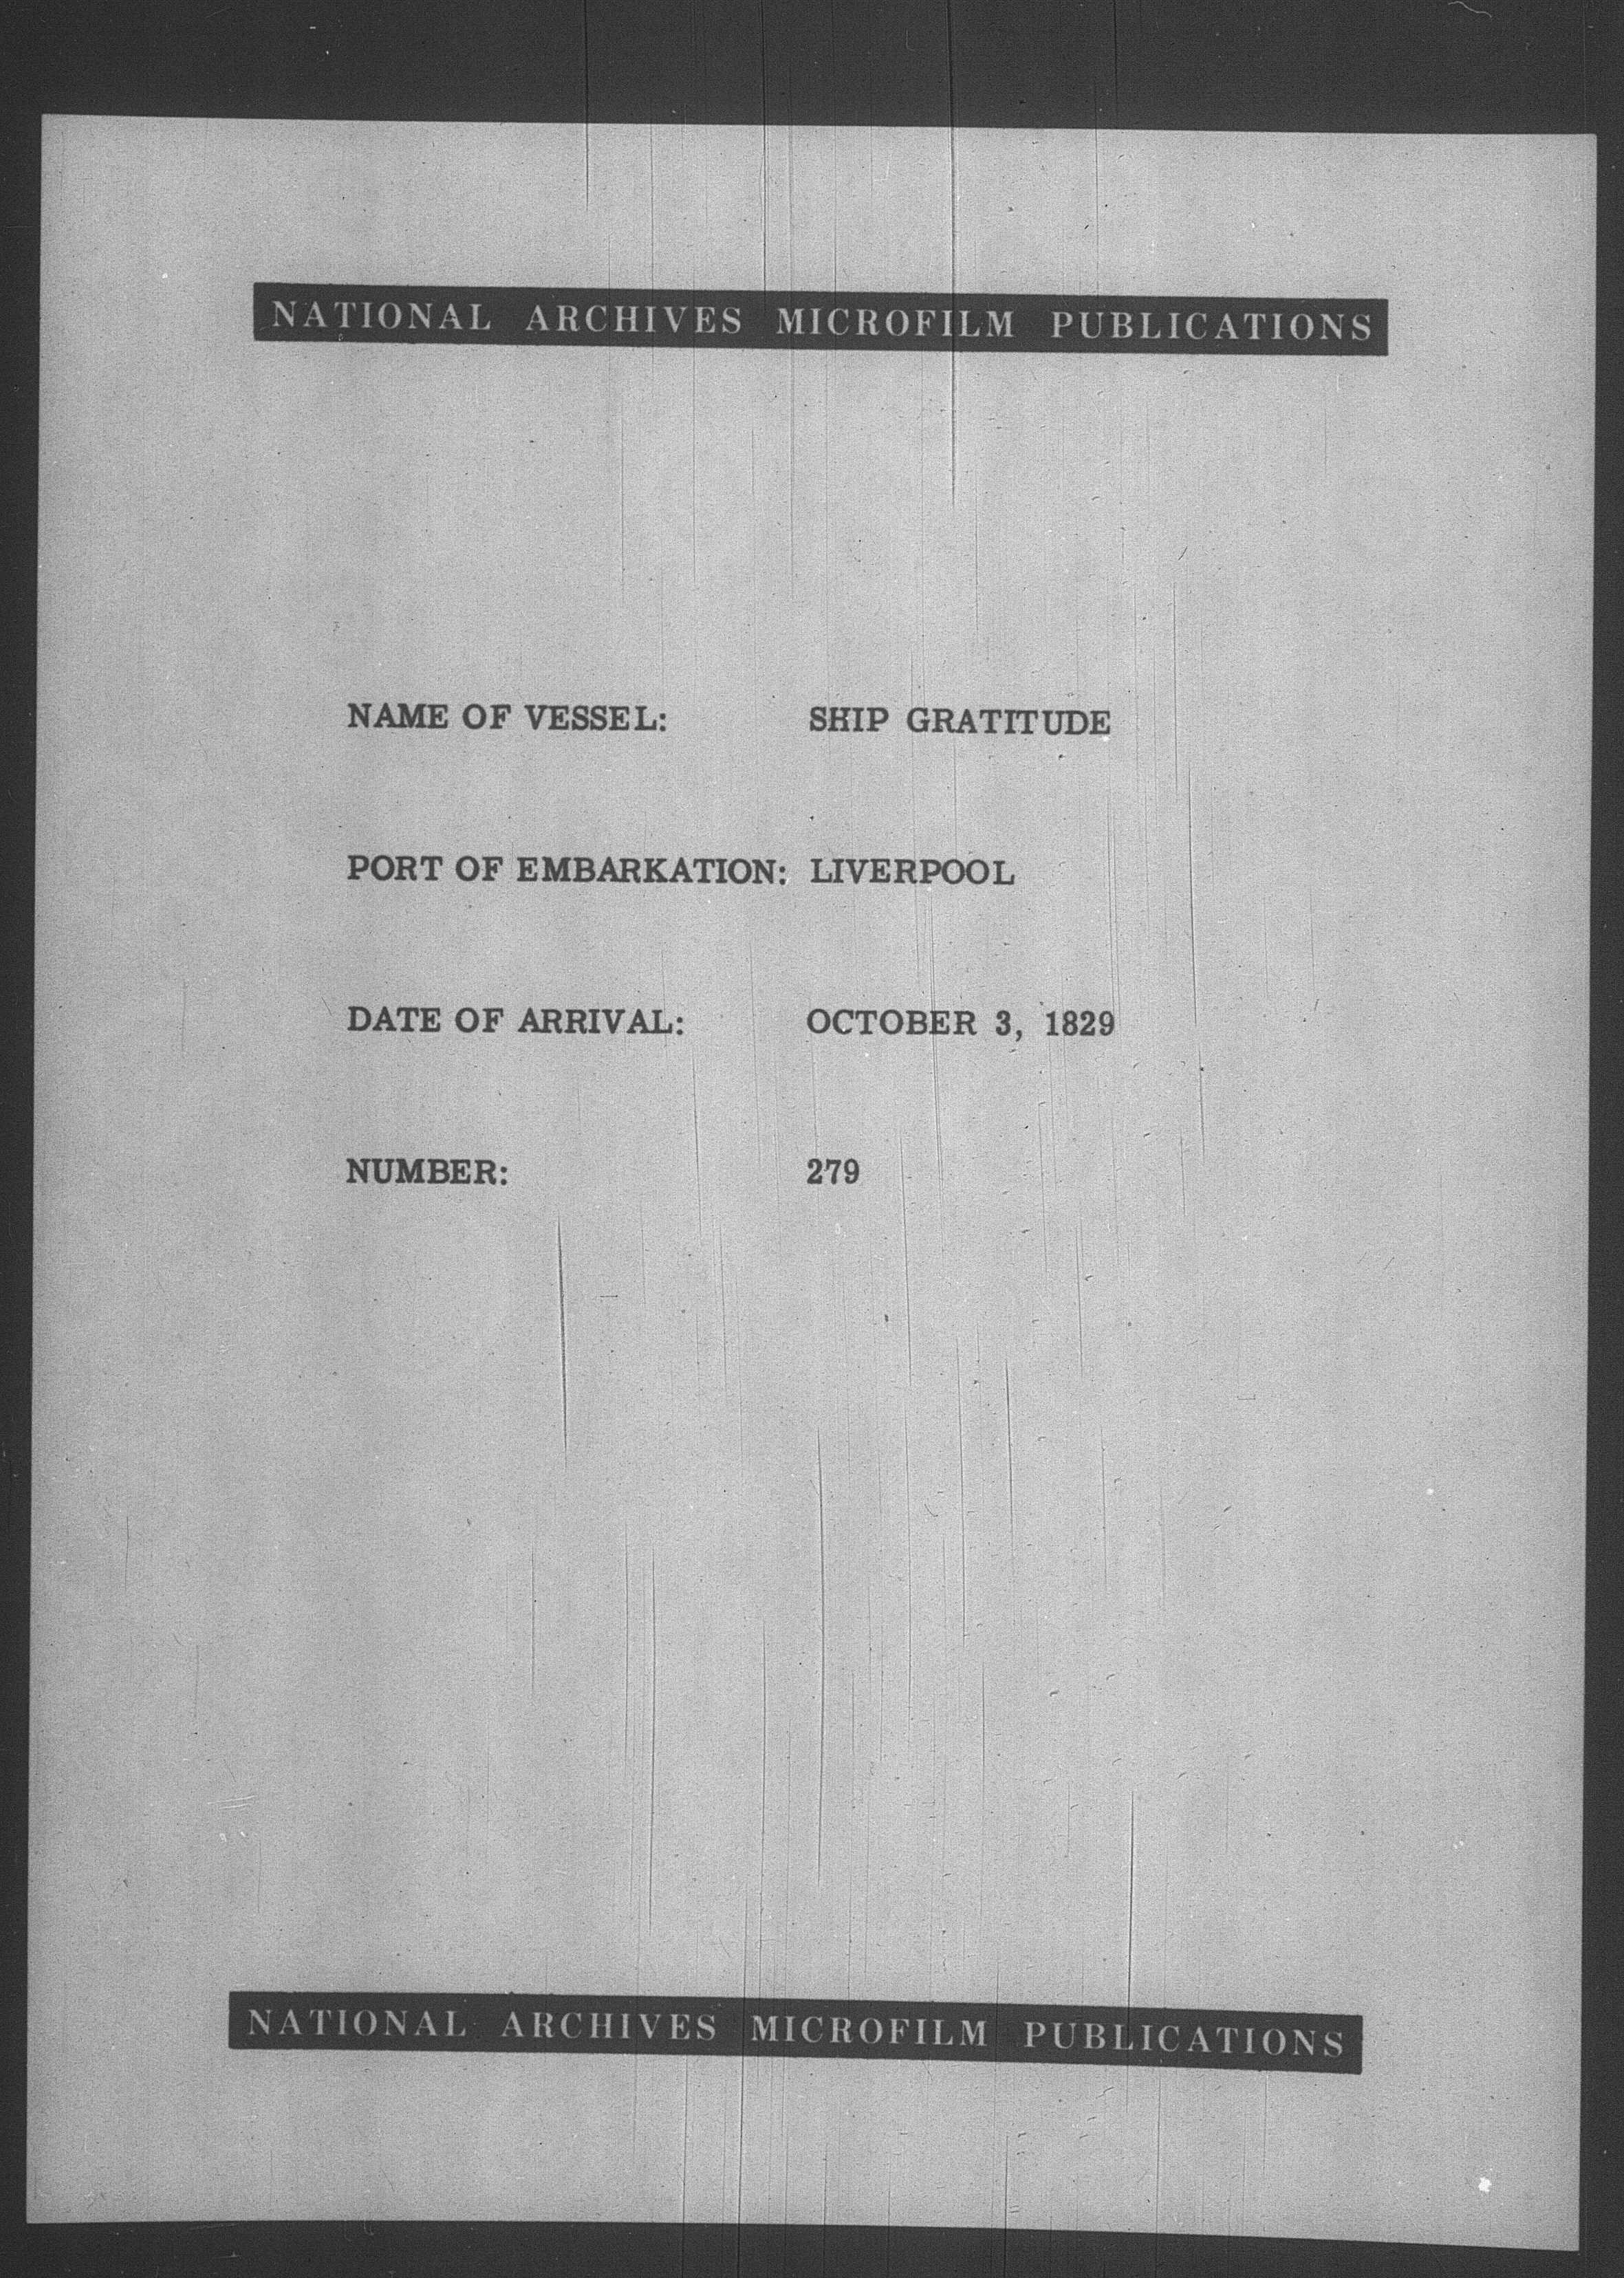 NATIONAL ARCHIVES MICROFILM PUBLICATIONS
NAME OF VESSEL: SHIP GRATITUDE
PORT OF EMBARKATION: LIVERPOOL
DATE OF ARRIVAL: OCTOBER 3, 1829
NUMBER: 279
NATIONAL ARCHIVES MICROFILM PUBLICATIONS